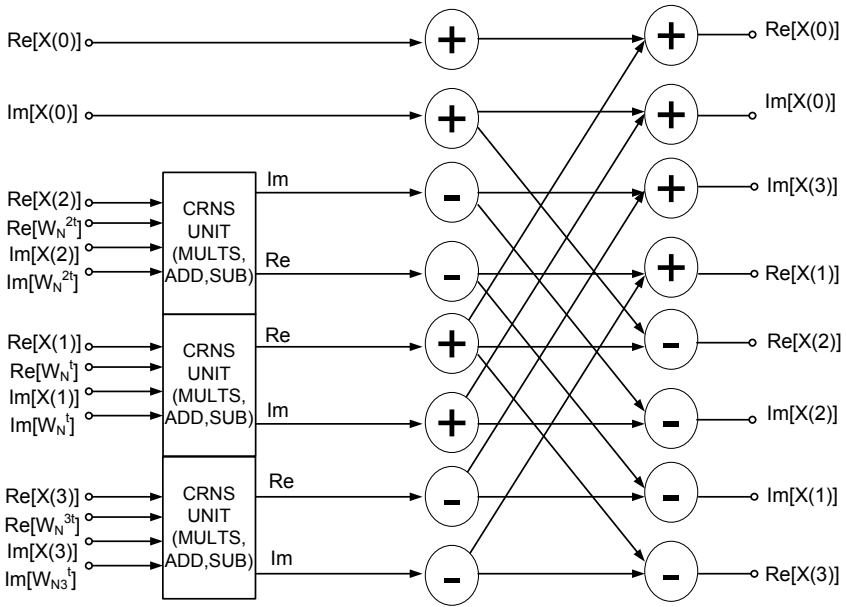 Re[X(0)]
Im[X(0)]
Re[X(2)]
Re[W_N^2t]
Im[X(2)]
Im[W_N^2t]
Re[X(1)]
Re[W_N^t]
Im[X(1)]
Im[W_N^t]
Re[X(3)]
Re[W_N^3t]
Im[X(3)]
Im[W_N3^t]
CRNS
UNIT
(MULTS,
ADD,SUB)
CRNS
UNIT
(MULTS,
ADD,SUB)
CRNS
UNIT
(MULTS,
ADD,SUB)
Im
Re
Re
Im
Re
Im
+
+
-
-
+
+
-
-
+
+
+
+
-
-
-
-
Re[X(0)]
Im[X(0)]
Im[X(3)]
Re[X(1)]
Re[X(2)]
Im[X(2)]
Im[X(1)]
Re[X(3)]